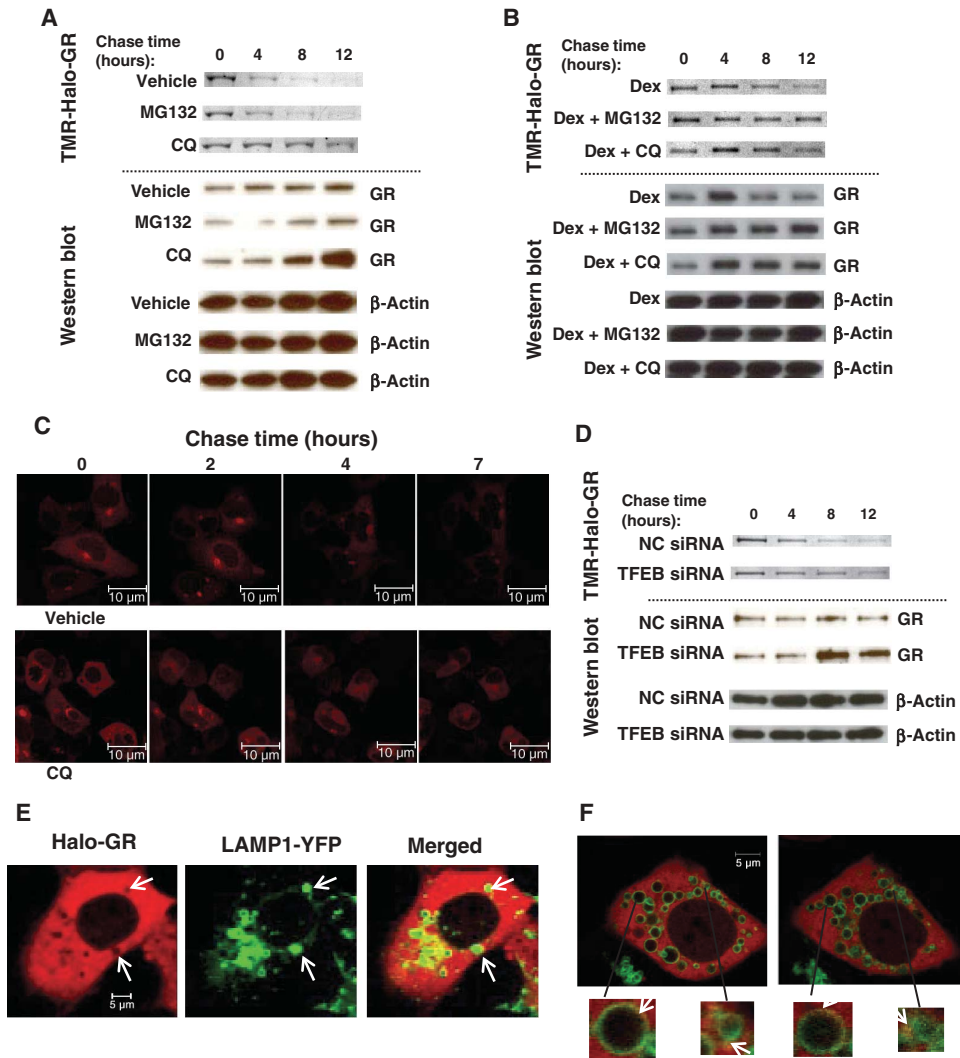 A
Chase time
(hours): 0 4 8 12
TMR-Halo-GR
Vehicle
MG132
CQ
Western blot
Vehicle GR
MG132 GR
CQ GR
Vehicle β-Actin
MG132 β-Actin
CQ β-Actin
B
Chase time
(hours): 0 4 8 12
TMR-Halo-GR
Dex
Dex + MG132
Dex + CQ
Western blot
Dex GR
Dex + MG132 GR
Dex + CQ GR
Dex β-Actin
Dex + MG132 β-Actin
Dex + CQ β-Actin
C
Chase time (hours)
0 2 4 7
10 µm 10 µm 10 µm 10 µm
Vehicle
10 µm 10 µm 10 µm 10 µm
CQ
D
Chase time
(hours): 0 4 8 12
TMR-Halo-GR
NC siRNA
TFEB siRNA
Western blot
NC siRNA GR
TFEB siRNA GR
NC siRNA β-Actin
TFEB siRNA β-Actin
E
Halo-GR LAMP1-YFP Merged
5 µm
F
5 µm